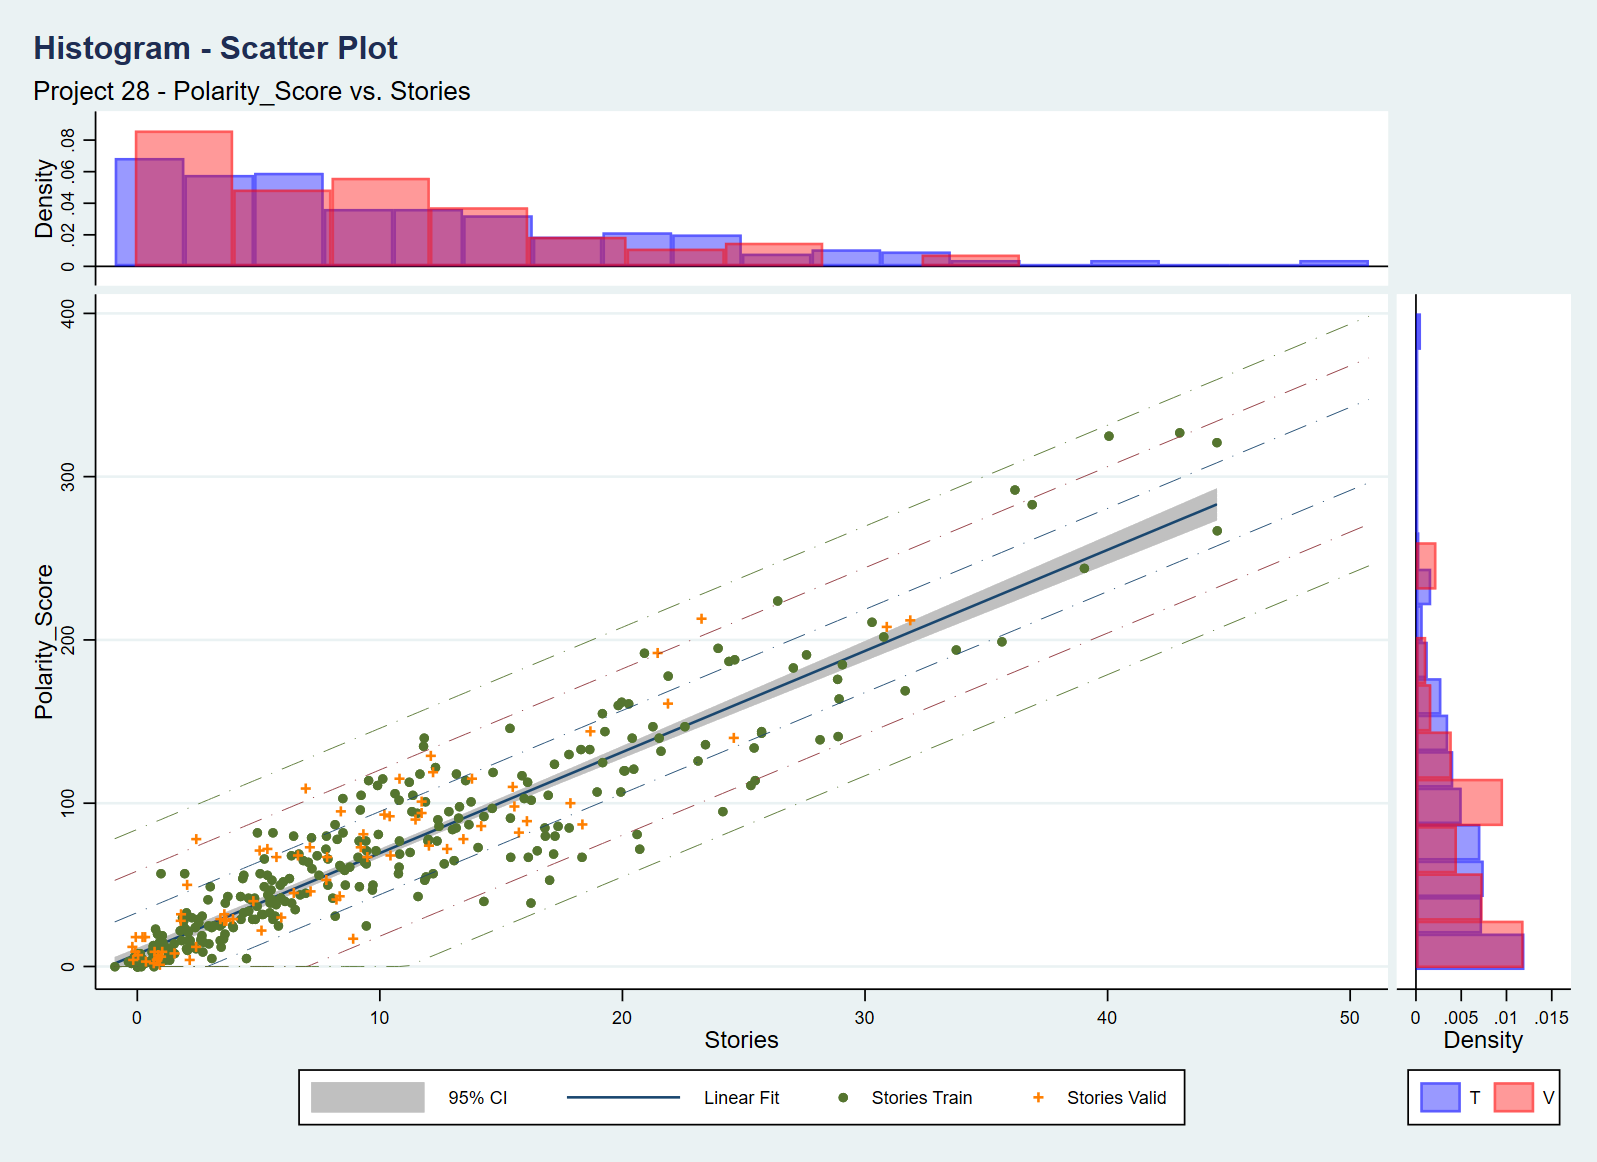 Histogram - Scatter Plot
Project 28 - Polarity_Score vs. Stories
Density
0 .02 .04 .06 .08
Polarity_Score
0 100 200 300 400
0 10 20 30 40 50
Stories
0 .005 .01 .015
Density
95% CI Linear Fit Stories Train Stories Valid
T V